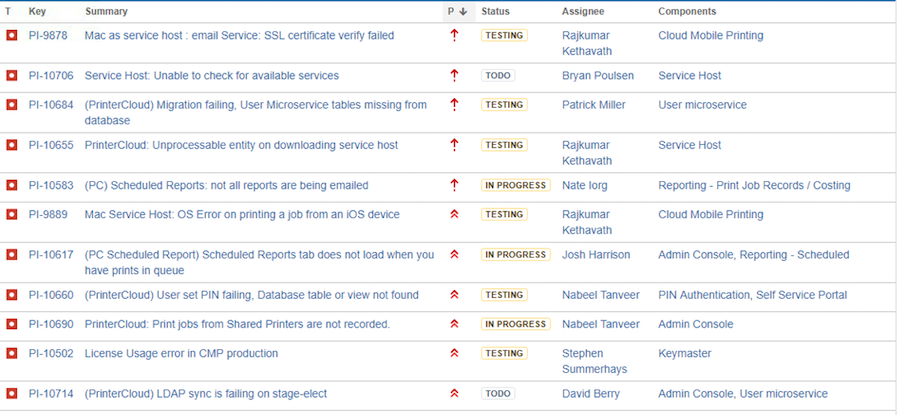 T Key Summary P Status Assignee Components
PI-9878 Mac as service host : email Service: SSL certificate verify failed TESTING Rajkumar Cloud Mobile Printing
Kethavath
PI-10706 Service Host: Unable to check for available services TODO Bryan Poulsen Service Host
PI-10684 (PrinterCloud) Migration failing, User Microservice tables missing from TESTING Patrick Miller User microservice
database
PI-10655 PrinterCloud: Unprocessable entity on downloading service host TESTING Rajkumar Service Host
Kethavath
PI-10583 (PC) Scheduled Reports: not all reports are being emailed IN PROGRESS Nate Iorg Reporting - Print Job Records / Costing
PI-9889 Mac Service Host: OS Error on printing a job from an iOS device TESTING Rajkumar Cloud Mobile Printing
Kethavath
PI-10617 (PC Scheduled Report) Scheduled Reports tab does not load when you IN PROGRESS Josh Harrison Admin Console, Reporting - Scheduled
have prints in queue
PI-10660 (PrinterCloud) User set PIN failing, Database table or view not found TESTING Nabeel Tanveer PIN Authentication, Self Service Portal
PI-10690 PrinterCloud: Print jobs from Shared Printers are not recorded. IN PROGRESS Nabeel Tanveer Admin Console
PI-10502 License Usage error in CMP production TESTING Stephen Keymaster
Summerhays
PI-10714 (PrinterCloud) LDAP sync is failing on stage-elect TODO David Berry Admin Console, User microservice